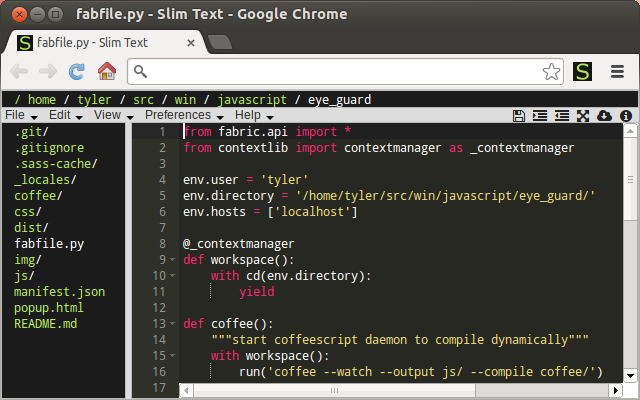 fabfile.py - Slim Text - Google Chrome
S fabfile.py - Slim Text
S
/ home / tyler / src / win / javascript / eye_guard
File Edit View Preferences Help
.git/
.gitignore
.sass-cache/
_locales/
coffee/
css/
dist/
fabfile.py
img/
js/
manifest.json
popup.html
README.md
1 from fabric.api import *
2 from contextlib import contextmanager as _contextmanager
3
4 env.user = 'tyler'
5 env.directory = '/home/tyler/src/win/javascript/eye_guard/'
6 env.hosts = ['localhost']
7
8 @_contextmanager
9 def workspace():
10 with cd(env.directory):
11 yield
12
13 def coffee():
14 """start coffeescript daemon to compile dynamically"""
15 with workspace():
16 run('coffee --watch --output js/ --compile coffee/')
17